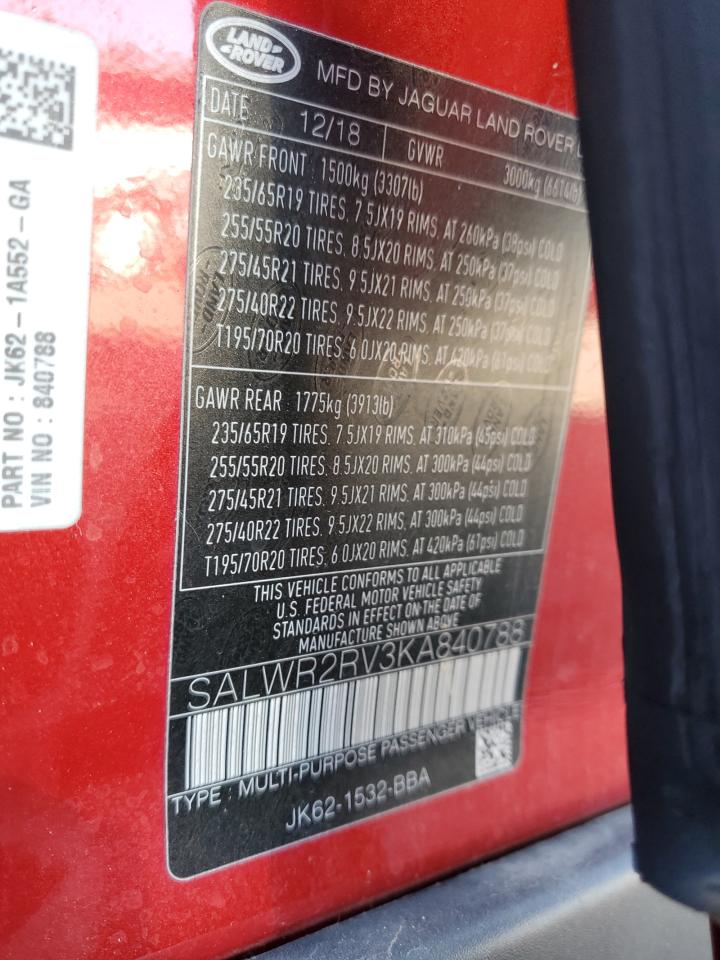 PART NO : JK62-1A552-GA
VIN NO : 840788
LAND ROVER
MFD BY JAGUAR LAND ROVER
DATE 12/18 GVWR 3000kg (6614lb)
GAWR FRONT 1500kg (3307lb)
235/65R19 TIRES, 7.5JX19 RIMS, AT 260kPa (38psi) COLD
255/55R20 TIRES, 8.5JX20 RIMS, AT 250kPa (37psi) COLD
275/45R21 TIRES, 9.5JX21 RIMS, AT 250kPa (37psi) COLD
275/40R22 TIRES, 9.5JX22 RIMS, AT 250kPa (37psi) COLD
T195/70R20 TIRES, 6.0JX20 RIMS, AT 420kPa (61psi) COLD
GAWR REAR 1775kg (3913lb)
235/65R19 TIRES, 7.5JX19 RIMS, AT 310kPa (45psi) COLD
255/55R20 TIRES, 8.5JX20 RIMS, AT 300kPa (44psi) COLD
275/45R21 TIRES, 9.5JX21 RIMS, AT 300kPa (44psi) COLD
275/40R22 TIRES, 9.5JX22 RIMS, AT 300kPa (44psi) COLD
T195/70R20 TIRES, 6.0JX20 RIMS, AT 420kPa (61psi) COLD
THIS VEHICLE CONFORMS TO ALL APPLICABLE
U.S. FEDERAL MOTOR VEHICLE SAFETY
STANDARDS IN EFFECT ON THE DATE OF
MANUFACTURE SHOWN ABOVE
SALWR2RV3KA840788
TYPE : MULTI-PURPOSE PASSENGER VEHICLE
JK62-1532-BBA